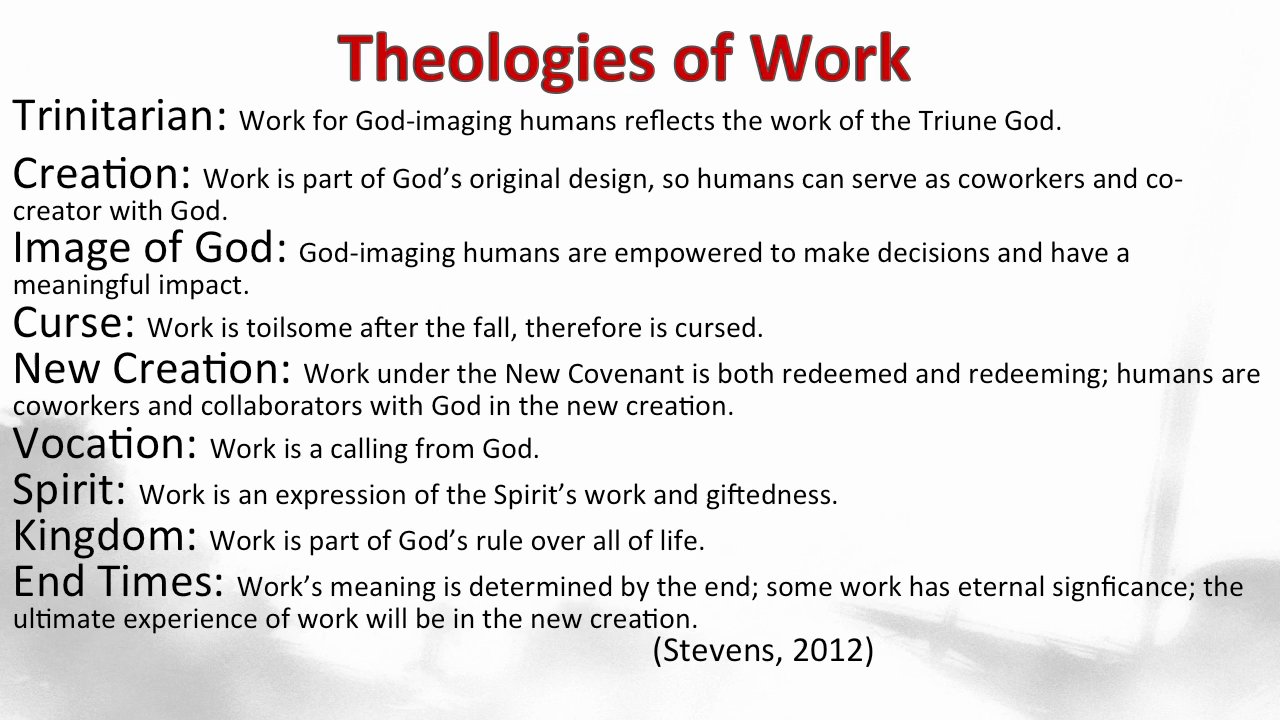 Theologies of Work
Trinitarian: Work for God-imaging humans reflects the work of the Triune God.
Creation: Work is part of God’s original design, so humans can serve as coworkers and co-
creator with God.
Image of God: God-imaging humans are empowered to make decisions and have a
meaningful impact.
Curse: Work is toilsome after the fall, therefore is cursed.
New Creation: Work under the New Covenant is both redeemed and redeeming; humans are
coworkers and collaborators with God in the new creation.
Vocation: Work is a calling from God.
Spirit: Work is an expression of the Spirit’s work and giftedness.
Kingdom: Work is part of God’s rule over all of life.
End Times: Work’s meaning is determined by the end; some work has eternal signficance; the
ultimate experience of work will be in the new creation.
(Stevens, 2012)